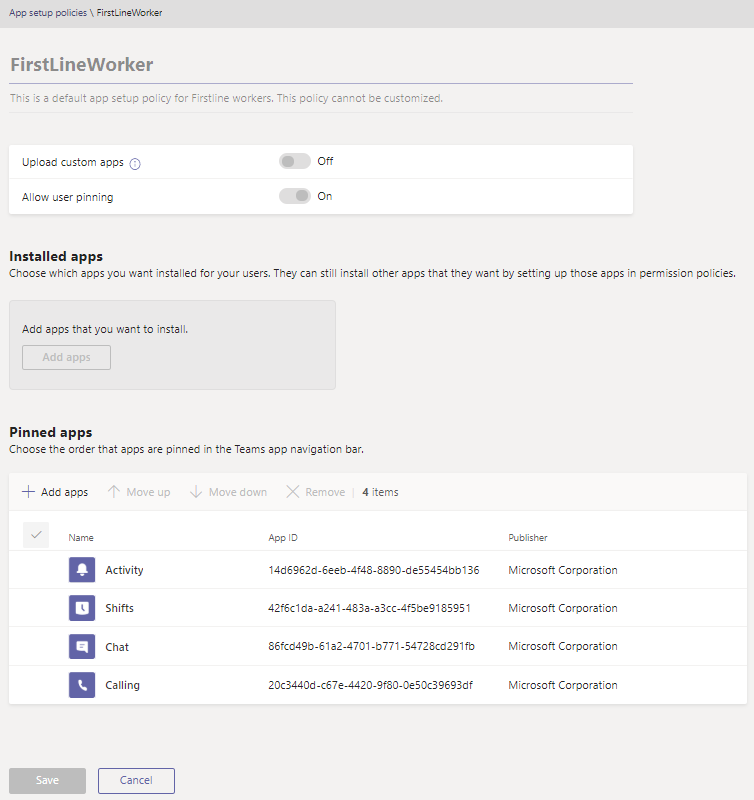 App setup policies \ FirstLineWorker
FirstLineWorker
This is a default app setup policy for Firstline workers. This policy cannot be customized.
Upload custom apps Off
Allow user pinning On
Installed apps
Choose which apps you want installed for your users. They can still install other apps that they want by setting up those apps in permission policies.
Add apps that you want to install.
Add apps
Pinned apps
Choose the order that apps are pinned in the Teams app navigation bar.
Add apps Move up Move down Remove | 4 items
Name App ID Publisher
Activity 14d6962d-6eeb-4f48-8890-de55454bb136 Microsoft Corporation
Shifts 42f6c1da-a241-483a-a3cc-4f5be9185951 Microsoft Corporation
Chat 86fcd49b-61a2-4701-b771-54728cd291fb Microsoft Corporation
Calling 20c3440d-c67e-4420-9f80-0e50c39693df Microsoft Corporation
Save Cancel